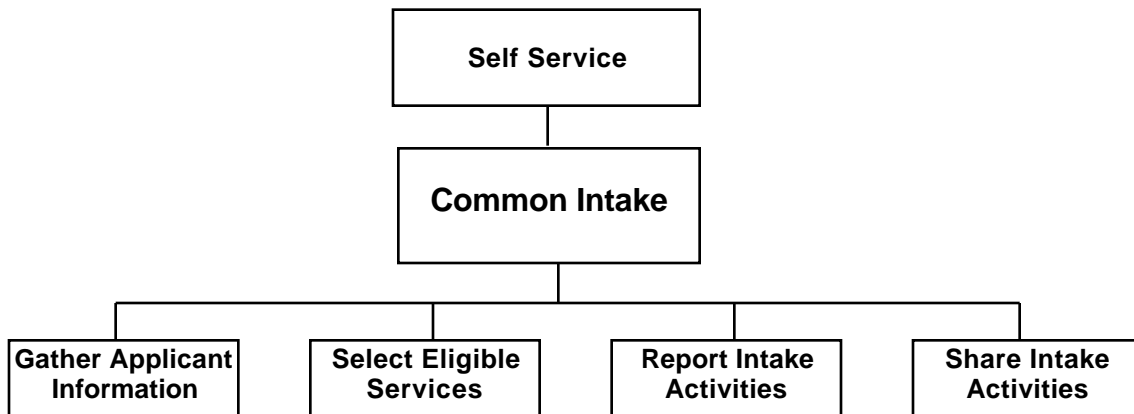 Self Service
Common Intake
Gather Applicant
Information
Select Eligible
Services
Report Intake
Activities
Share Intake
Activities